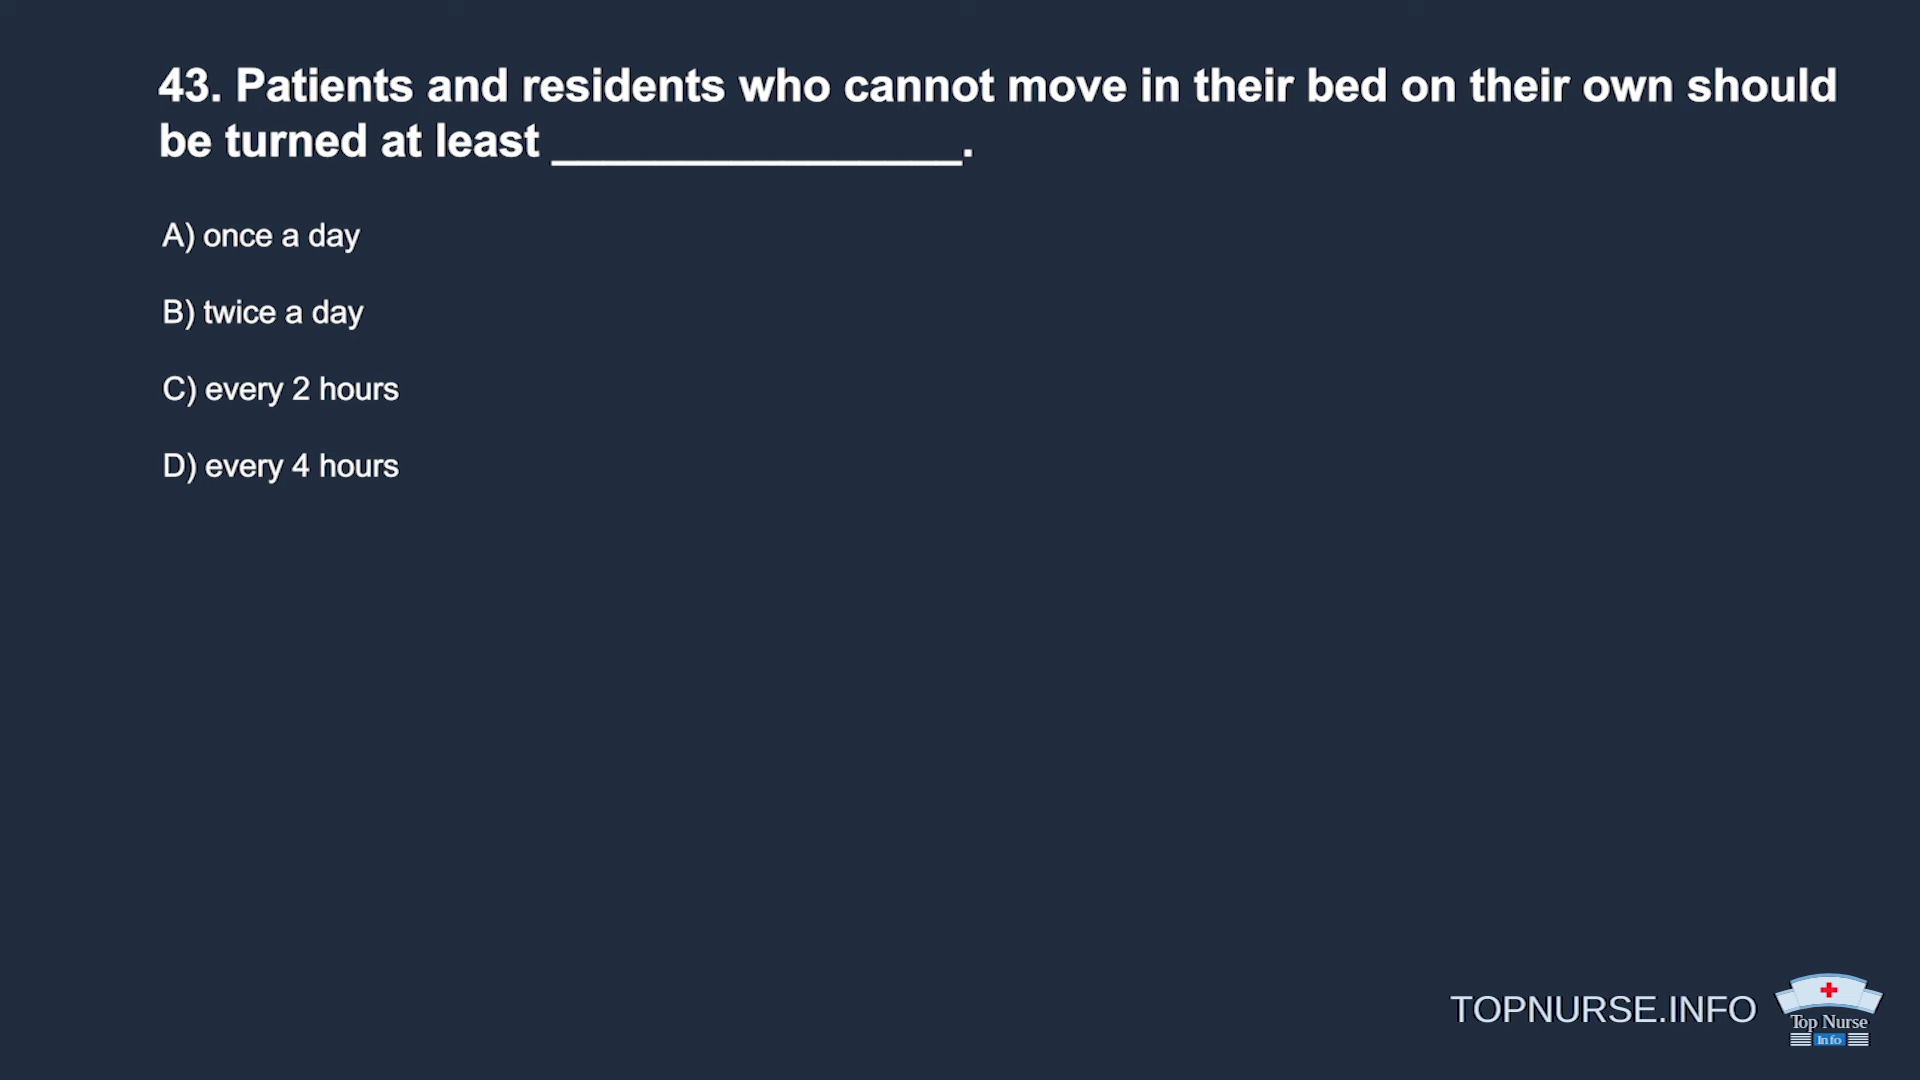 43. Patients and residents who cannot move in their bed on their own should
be turned at least ________________.
A) once a day
B) twice a day
C) every 2 hours
D) every 4 hours
TOPNURSE.INFO
Top Nurse
Info